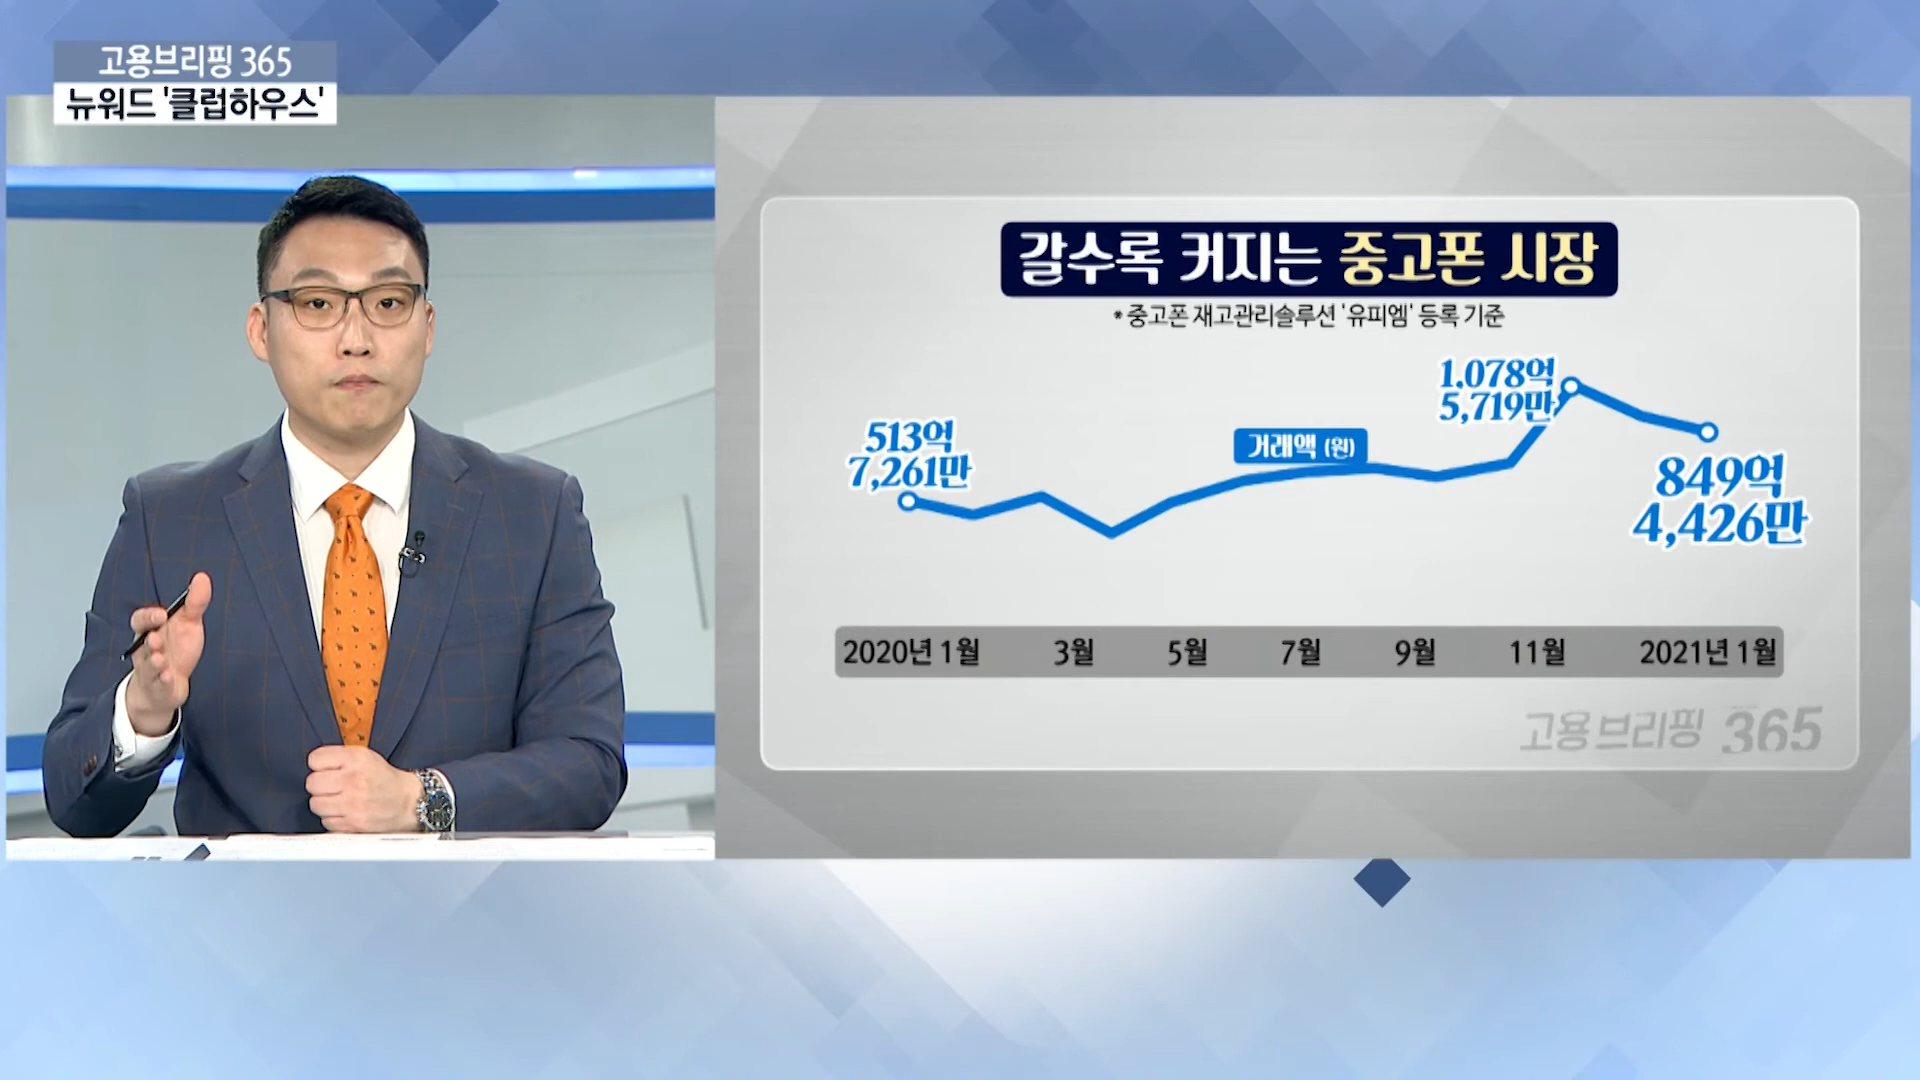 고용브리핑 365
뉴워드 '클럽하우스'
갈수록 커지는 중고폰 시장
* 중고폰 재고관리솔루션 '유피엠' 등록 기준
513억
7,261만
거래액 (원)
1,078억
5,719만
849억
4,426만
2020년 1월 3월 5월 7월 9월 11월 2021년 1월
고용브리핑 365